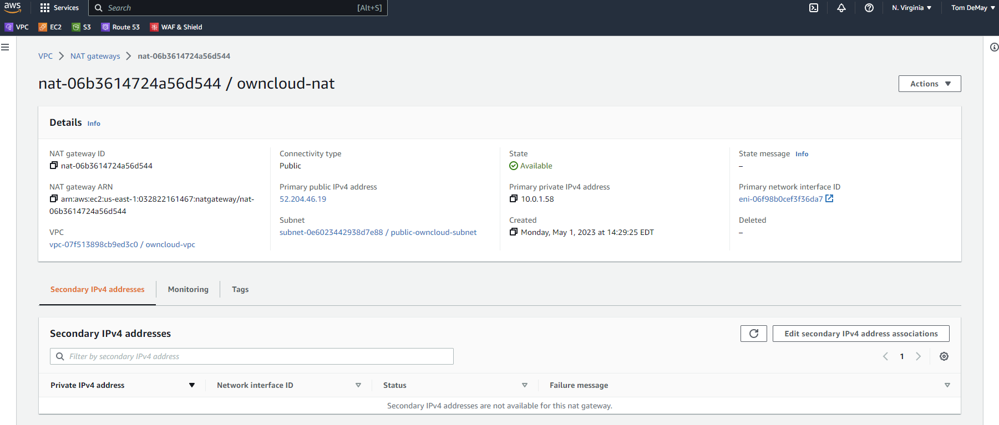 aws Services Search [Alt+S] N. Virginia Tom DeMay
VPC EC2 S3 Route 53 WAF & Shield
VPC NAT gateways nat-06b3614724a56d544
nat-06b3614724a56d544 / owncloud-nat
Actions
Details Info
NAT gateway ID
nat-06b3614724a56d544
NAT gateway ARN
arn:aws:ec2:us-east-1:032822161467:natgateway/nat-
06b3614724a56d544
VPC
vpc-07f513898cb9ed3c0 / owncloud-vpc
Connectivity type
Public
Primary public IPv4 address
52.204.46.19
Subnet
subnet-0e6023442938d7e88 / public-owncloud-subnet
State
Available
Primary private IPv4 address
10.0.1.58
Created
Monday, May 1, 2023 at 14:29:25 EDT
State message Info
–
Primary network interface ID
eni-06f98b0cef3f36da7
Deleted
–
Secondary IPv4 addresses Monitoring Tags
Secondary IPv4 addresses
Edit secondary IPv4 address associations
Filter by secondary IPv4 address
1
Private IPv4 address Network interface ID Status Failure message
Secondary IPv4 addresses are not available for this nat gateway.